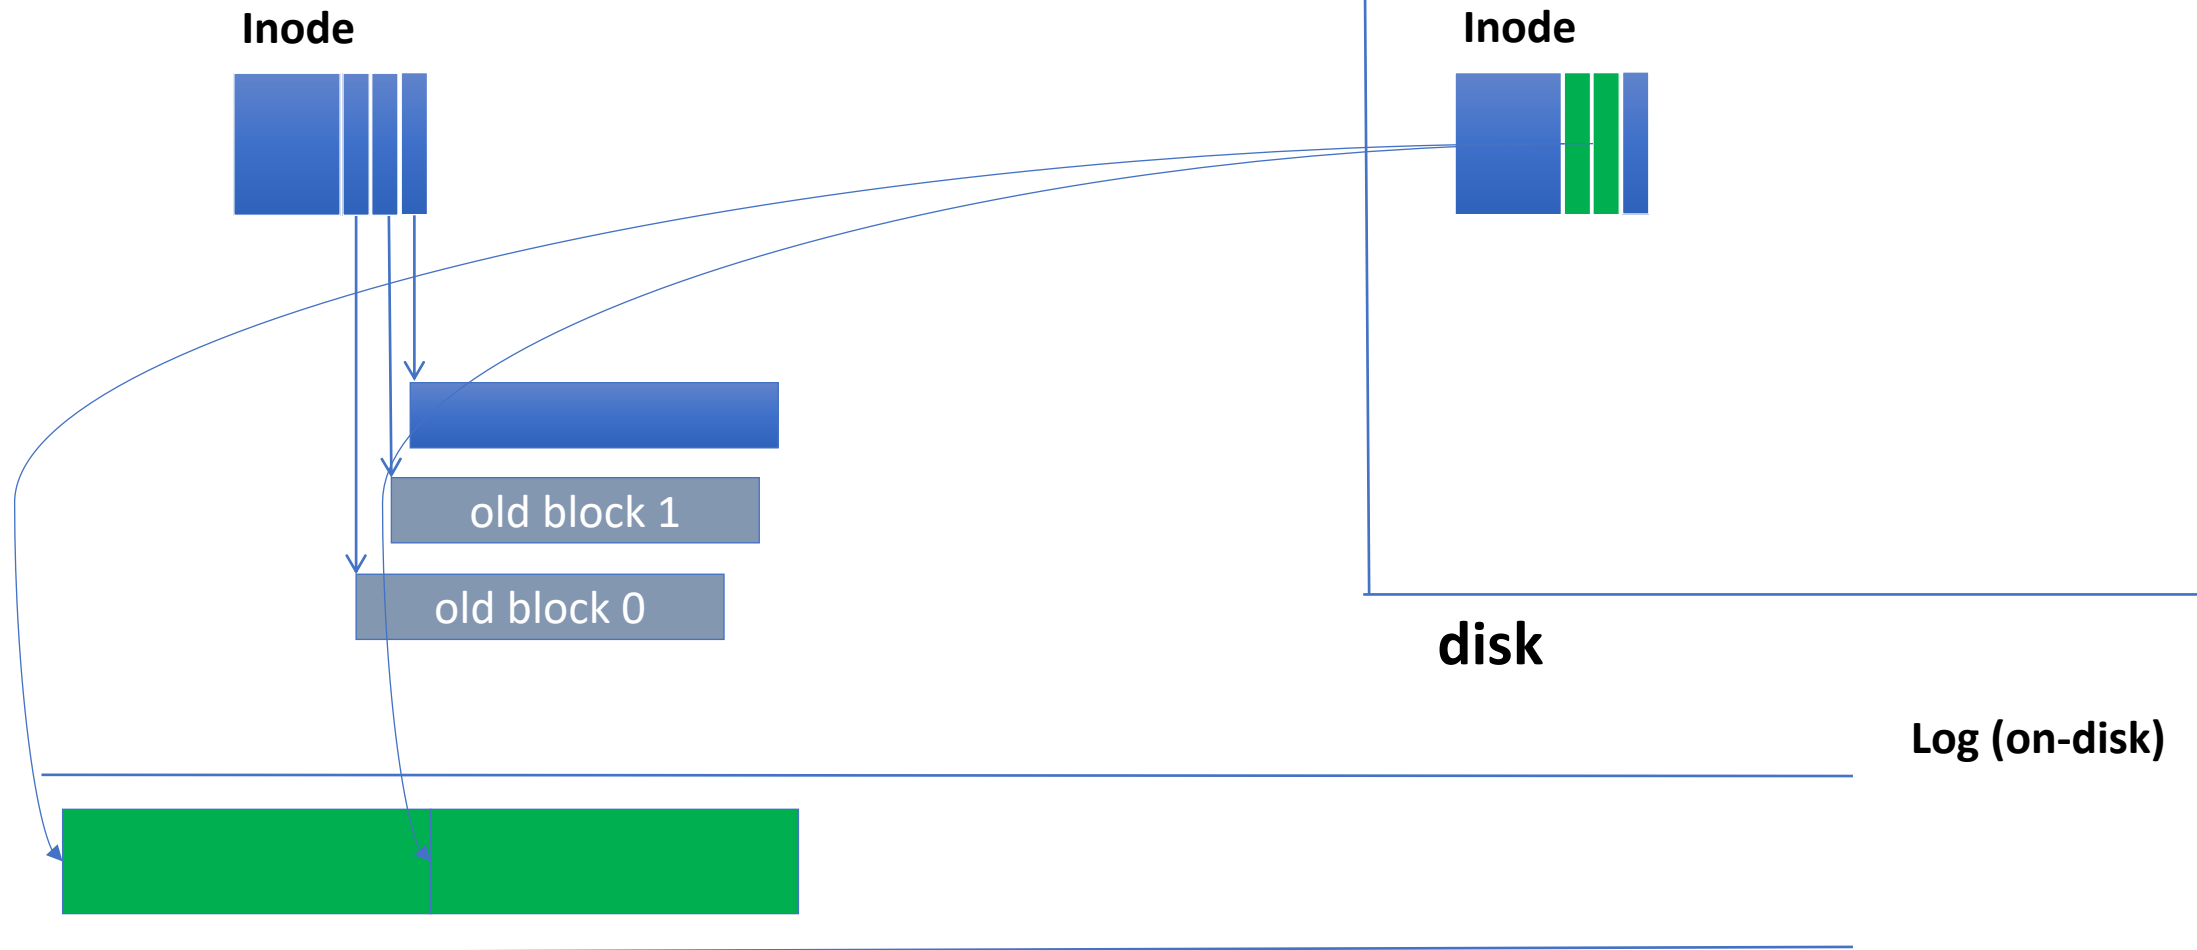 Inode
Inode
old block 1
old block 0
disk
Log (on-disk)